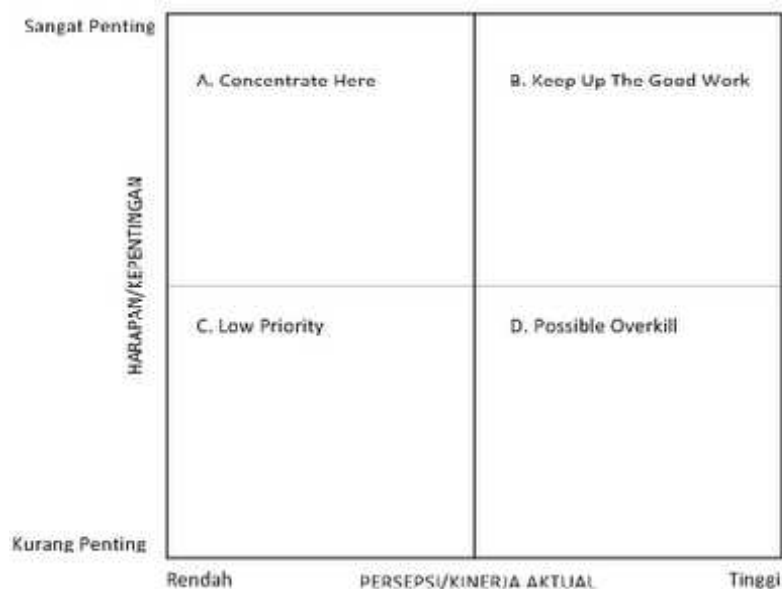 Sangat Penting
A. Concentrate Here
B. Keep Up The Good Work
HARAPAN/KEPENTINGAN
C. Low Priority
D. Possible Overkill
Kurang Penting
Rendah
PERSEPSI/KINERJA AKTUAL
Tinggi